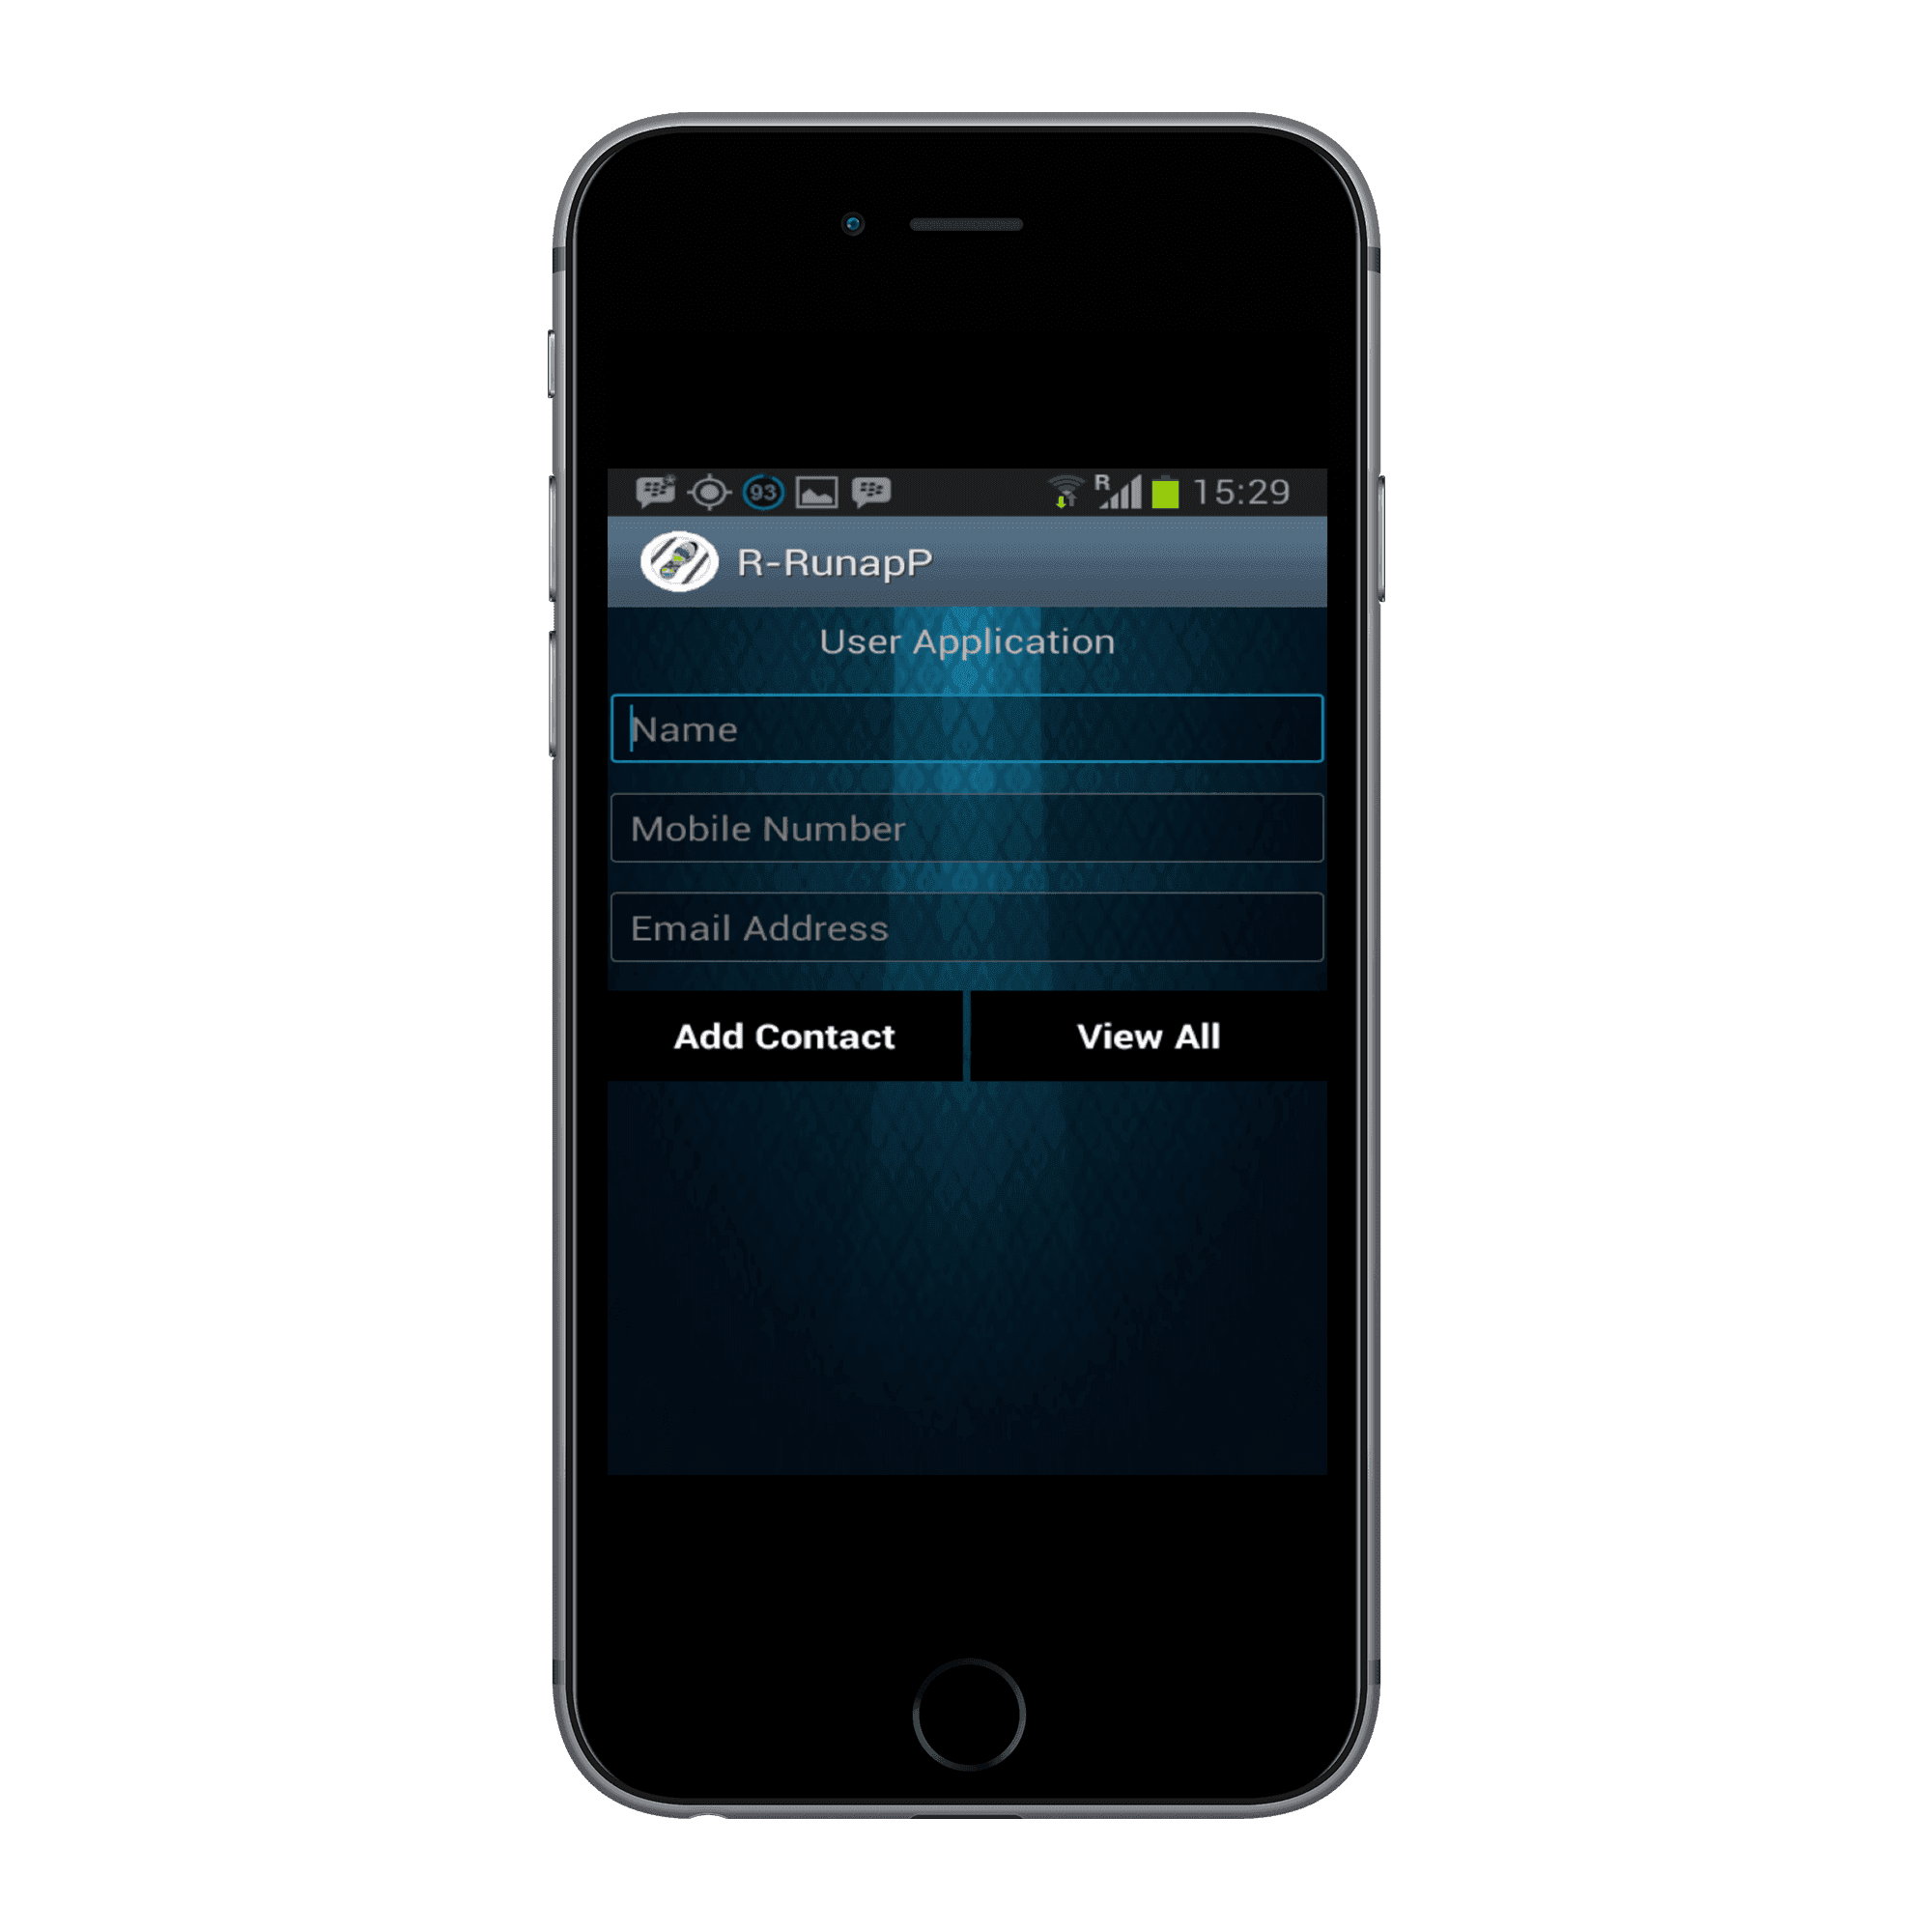 93 R 15:29
R-RunapP
User Application
Name
Mobile Number
Email Address
Add Contact View All